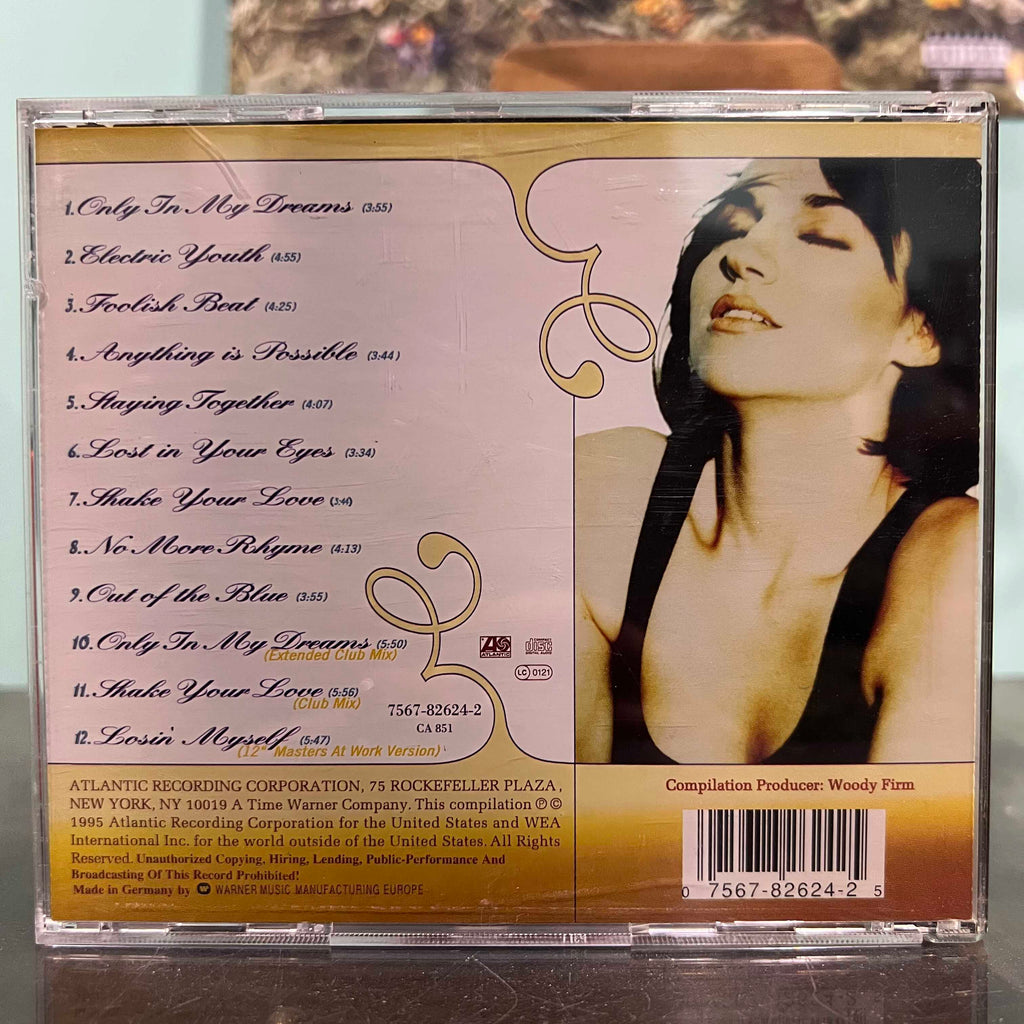 1. Only In My Dreams (3:55)
2. Electric Youth (4:55)
3. Foolish Beat (4:25)
4. Anything is Possible (3:44)
5. Staying Together (4:07)
6. Lost in Your Eyes (3:34)
7. Shake Your Love (3:44)
8. No More Rhyme (4:13)
9. Out of the Blue (3:55)
10. Only In My Dreams (5:50)
(Extended Club Mix)
11. Shake Your Love (5:56)
(Club Mix)
12. Losin' Myself (5:47)
(12" Masters At Work Version)
ATLANTIC
COMPACT
disc
DIGITAL AUDIO
LC 0121
7567-82624-2
CA 851
ATLANTIC RECORDING CORPORATION, 75 ROCKEFELLER PLAZA,
NEW YORK, NY 10019 A Time Warner Company. This compilation ℗ ©
1995 Atlantic Recording Corporation for the United States and WEA
International Inc. for the world outside of the United States. All Rights
Reserved. Unauthorized Copying, Hiring, Lending, Public-Performance And
Broadcasting Of This Record Prohibited!
Made in Germany by WARNER MUSIC MANUFACTURING EUROPE
Compilation Producer: Woody Firm
0 7567-82624-2 5